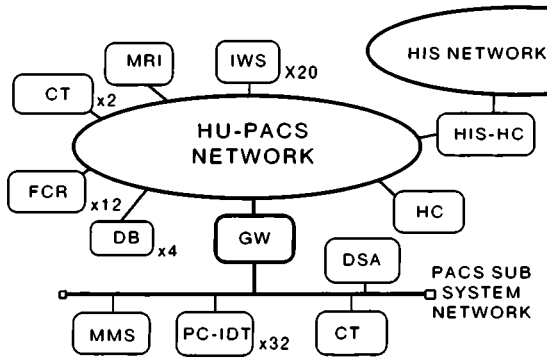 MRI
IWS
X20
HIS NETWORK
CT
x2
HU-PACS
NETWORK
HIS-HC
FCR
x12
HC
DB
x4
GW
DSA
PACS SUB
SYSTEM
NETWORK
MMS
PC-IDT
x32
CT